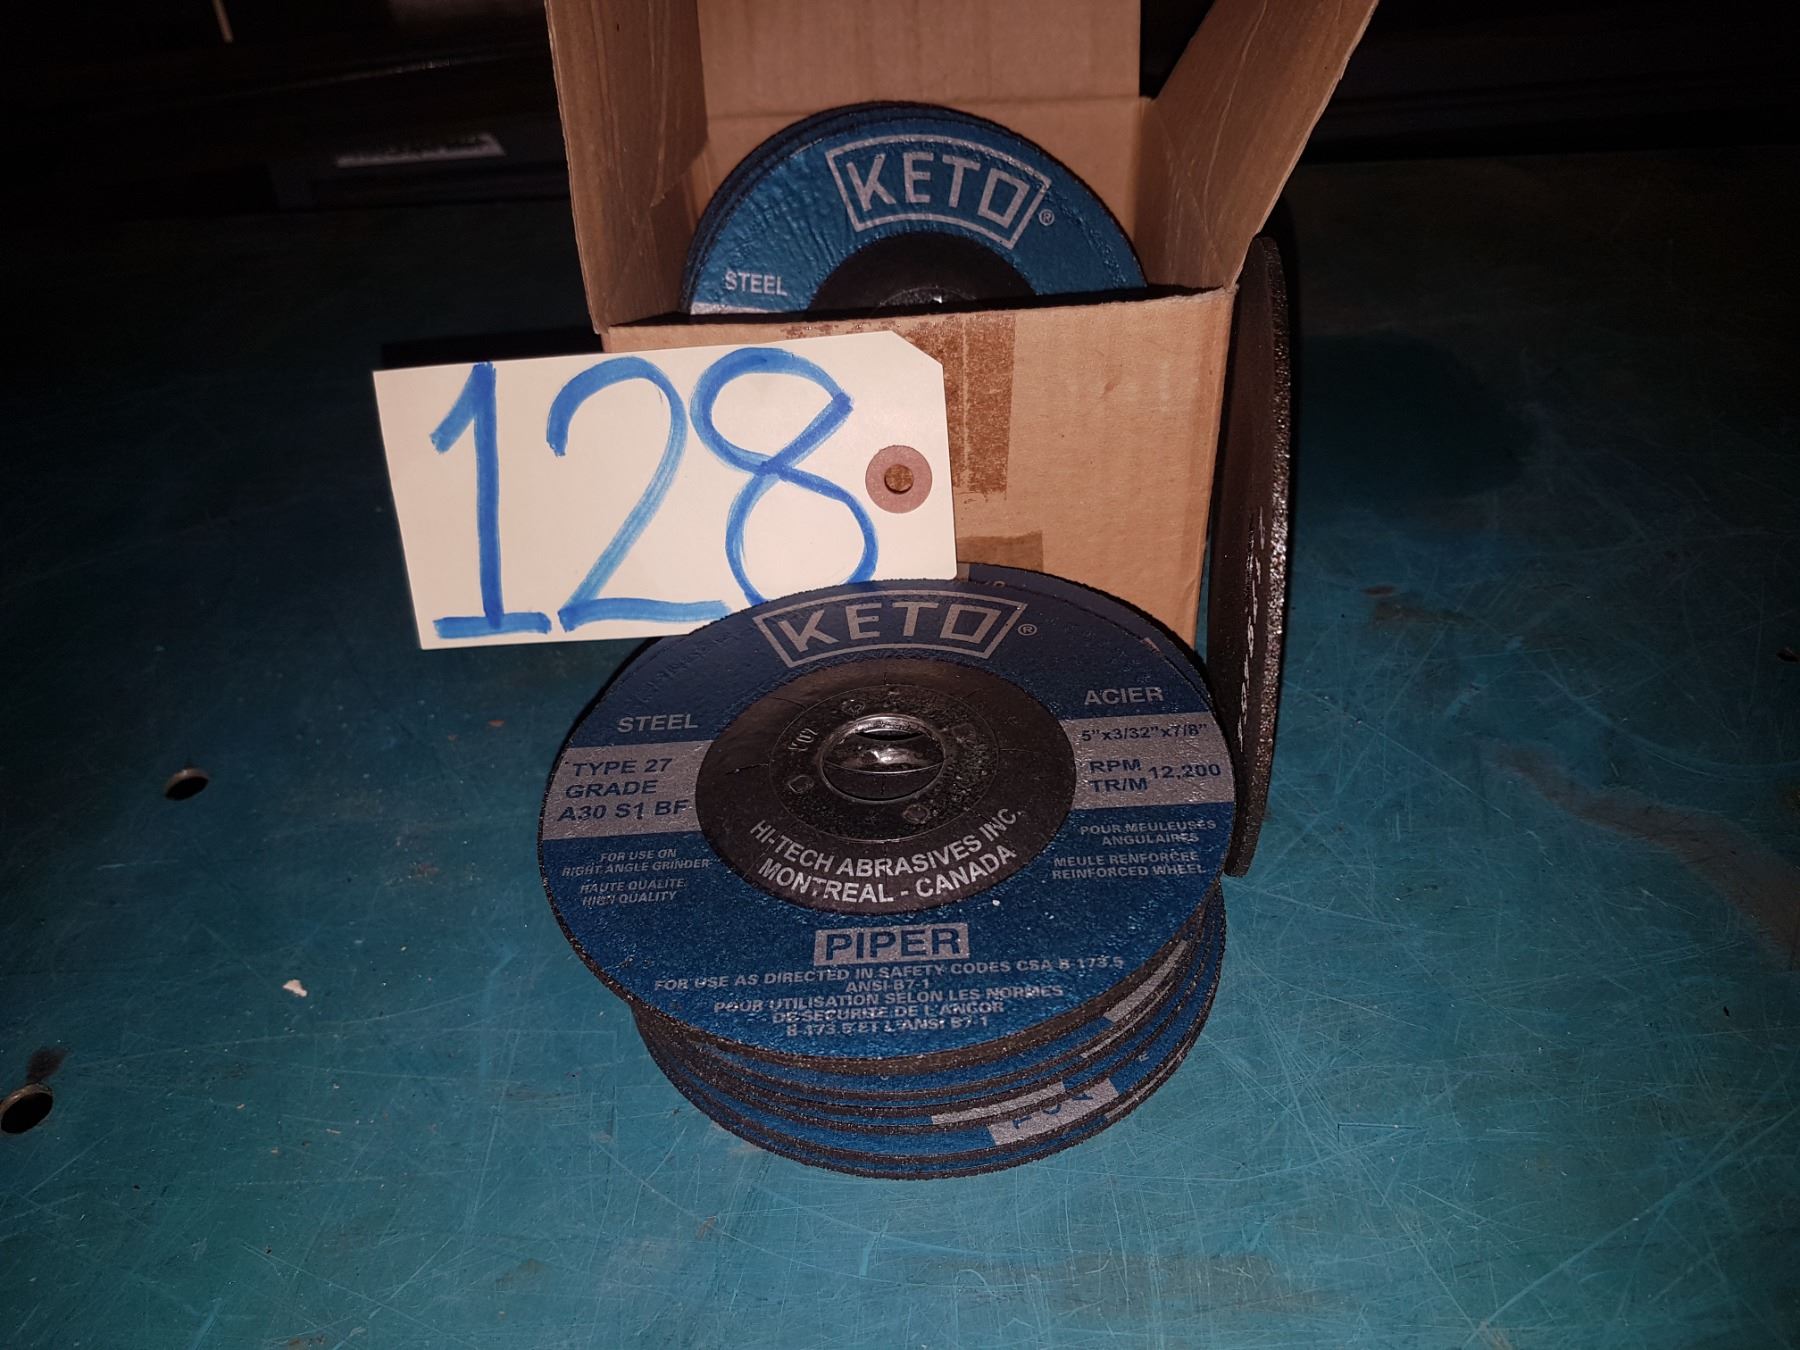 KETO®
STEEL
128
KETO®
STEEL
ACIER
5"x3/32"x7/8"
TYPE 27
GRADE
A30 S1 BF
RPM
TR/M 12,200
FOR USE ON
RIGHT ANGLE GRINDER
HAUTE QUALITE
HIGH QUALITY
POUR MEULEUSES
ANGULAIRES
MEULE RENFORCEE
REINFORCED WHEEL
HI-TECH ABRASIVES INC.
MONTREAL - CANADA
PIPER
FOR USE AS DIRECTED IN SAFETY CODES CSA B-173.5
ANSI-B7-1
POUR UTILISATION SELON LES NORMES
DE SECURITE DE L'ANGOR
B-173.5 ET L'ANSI B7-1